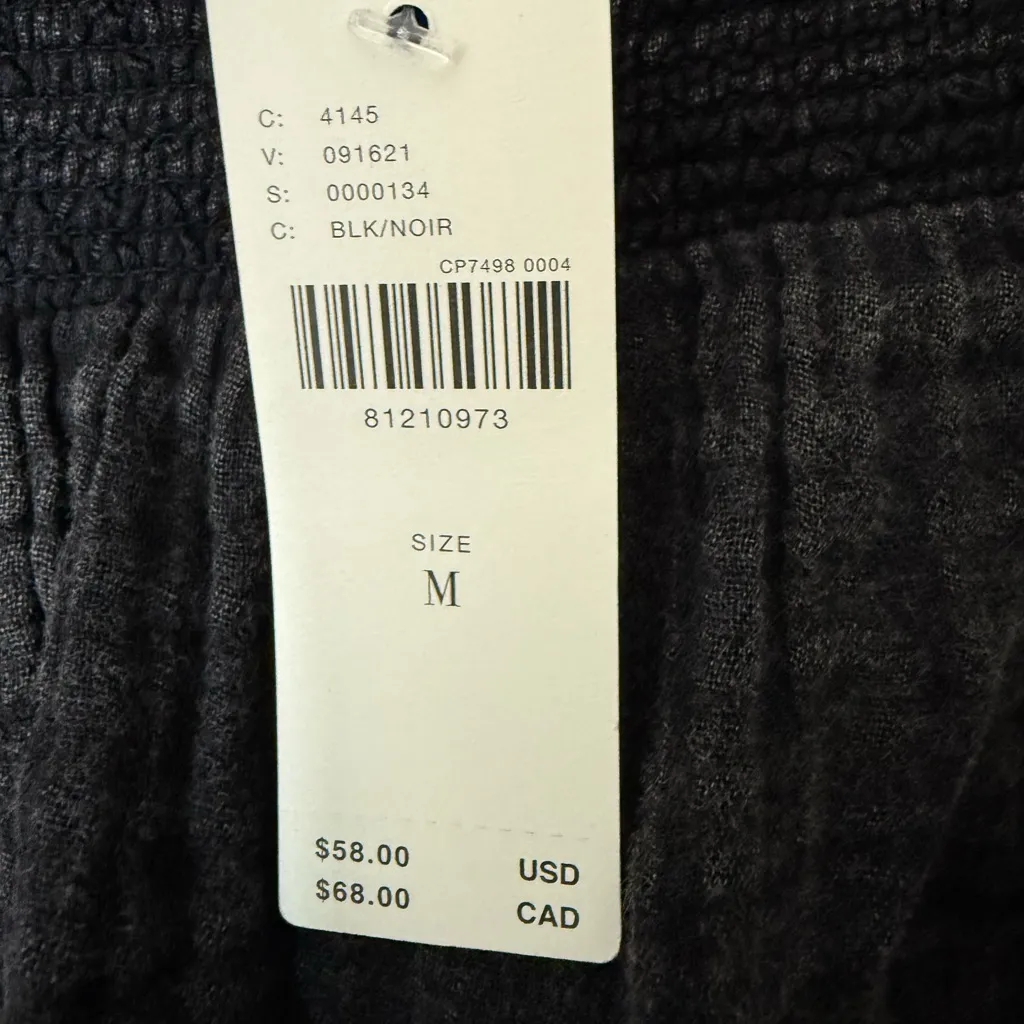 C: 4145
V: 091621
S: 0000134
C: BLK/NOIR
CP7498 0004
81210973
SIZE
M
$58.00 USD
$68.00 CAD